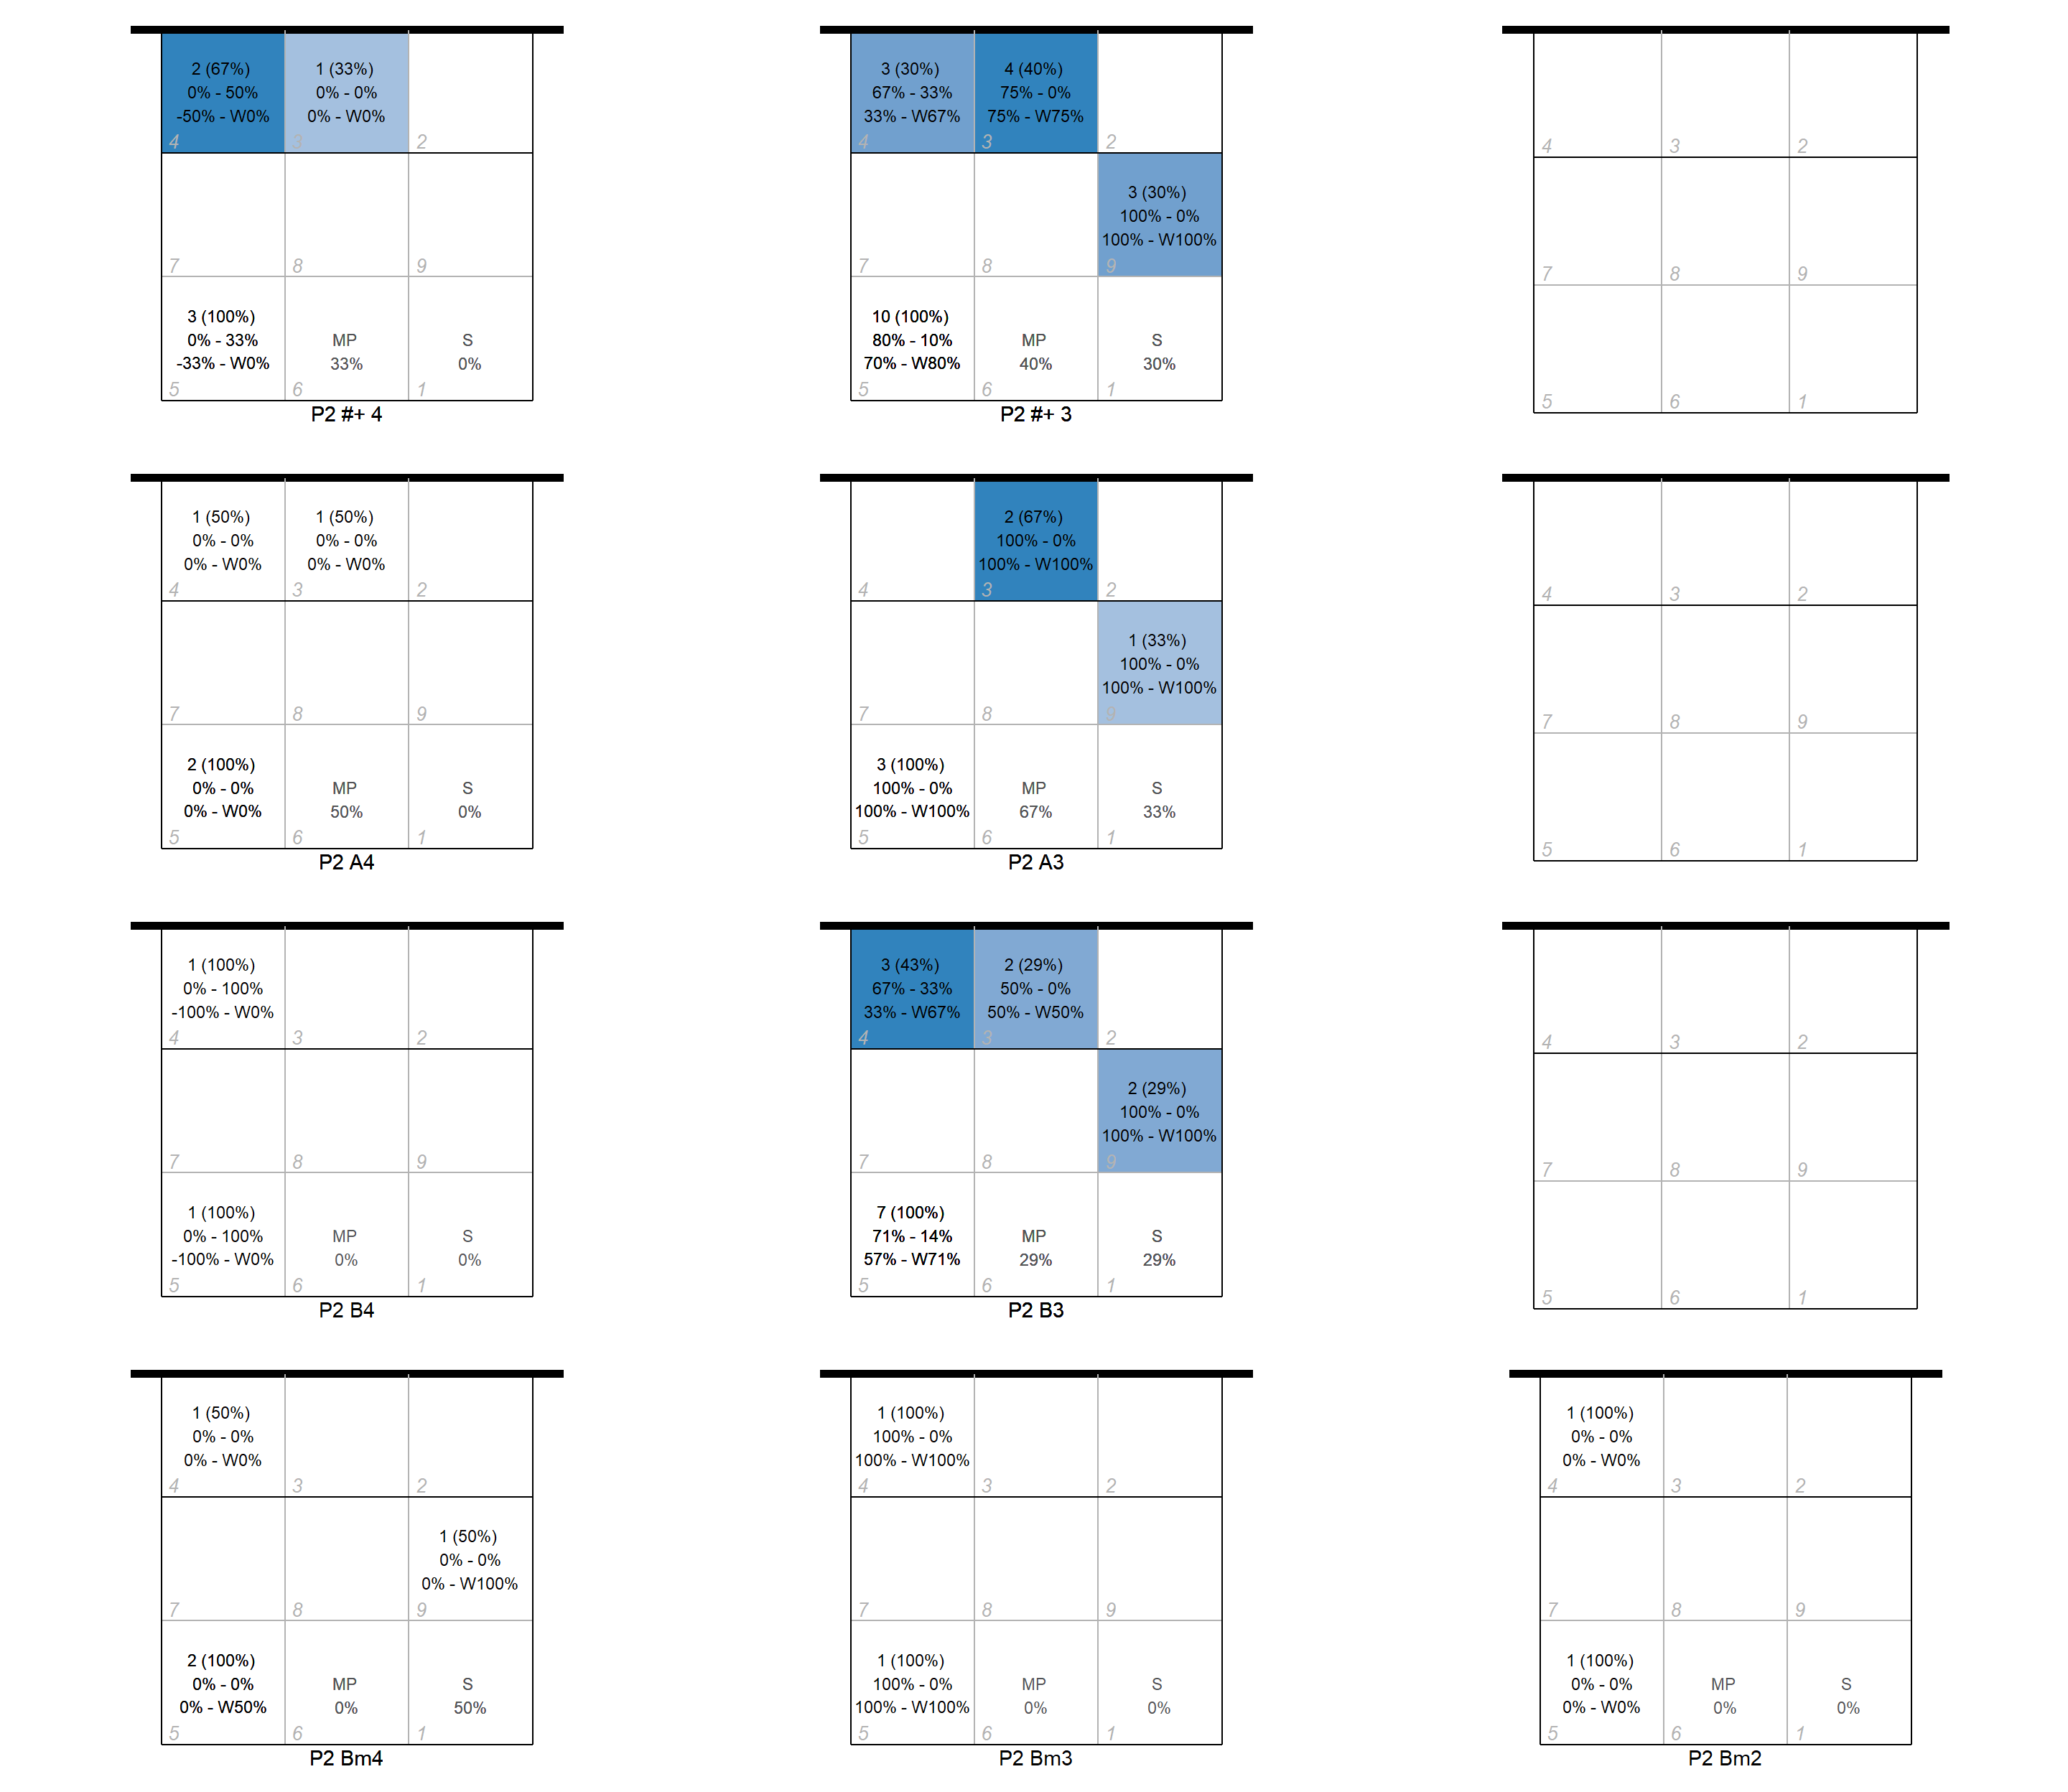 2 (67%)
0% - 50%
-50% - W0%
4
1 (33%)
0% - 0%
0% - W0%
3
2
7
8
9
3 (100%)
0% - 33%
-33% - W0%
5
MP
33%
6
S
0%
1
P2 #+ 4
3 (30%)
67% - 33%
33% - W67%
4
4 (40%)
75% - 0%
75% - W75%
3
2
7
8
3 (30%)
100% - 0%
100% - W100%
9
10 (100%)
80% - 10%
70% - W80%
5
MP
40%
6
S
30%
1
P2 #+ 3
4
3
2
7
8
9
5
6
1
1 (50%)
0% - 0%
0% - W0%
4
1 (50%)
0% - 0%
0% - W0%
3
2
7
8
9
2 (100%)
0% - 0%
0% - W0%
5
MP
50%
6
S
0%
1
P2 A4
4
2 (67%)
100% - 0%
100% - W100%
3
2
7
8
1 (33%)
100% - 0%
100% - W100%
9
3 (100%)
100% - 0%
100% - W100%
5
MP
67%
6
S
33%
1
P2 A3
4
3
2
7
8
9
5
6
1
1 (100%)
0% - 100%
-100% - W0%
4
3
2
7
8
9
1 (100%)
0% - 100%
-100% - W0%
5
MP
0%
6
S
0%
1
P2 B4
3 (43%)
67% - 33%
33% - W67%
4
2 (29%)
50% - 0%
50% - W50%
3
2
7
8
2 (29%)
100% - 0%
100% - W100%
9
7 (100%)
71% - 14%
57% - W71%
5
MP
29%
6
S
29%
1
P2 B3
4
3
2
7
8
9
5
6
1
1 (50%)
0% - 0%
0% - W0%
4
3
2
7
8
1 (50%)
0% - 0%
0% - W100%
9
2 (100%)
0% - 0%
0% - W50%
5
MP
0%
6
S
50%
1
P2 Bm4
1 (100%)
100% - 0%
100% - W100%
4
3
2
7
8
9
1 (100%)
100% - 0%
100% - W100%
5
MP
0%
6
S
0%
1
P2 Bm3
1 (100%)
0% - 0%
0% - W0%
4
3
2
7
8
9
1 (100%)
0% - 0%
0% - W0%
5
MP
0%
6
S
0%
1
P2 Bm2